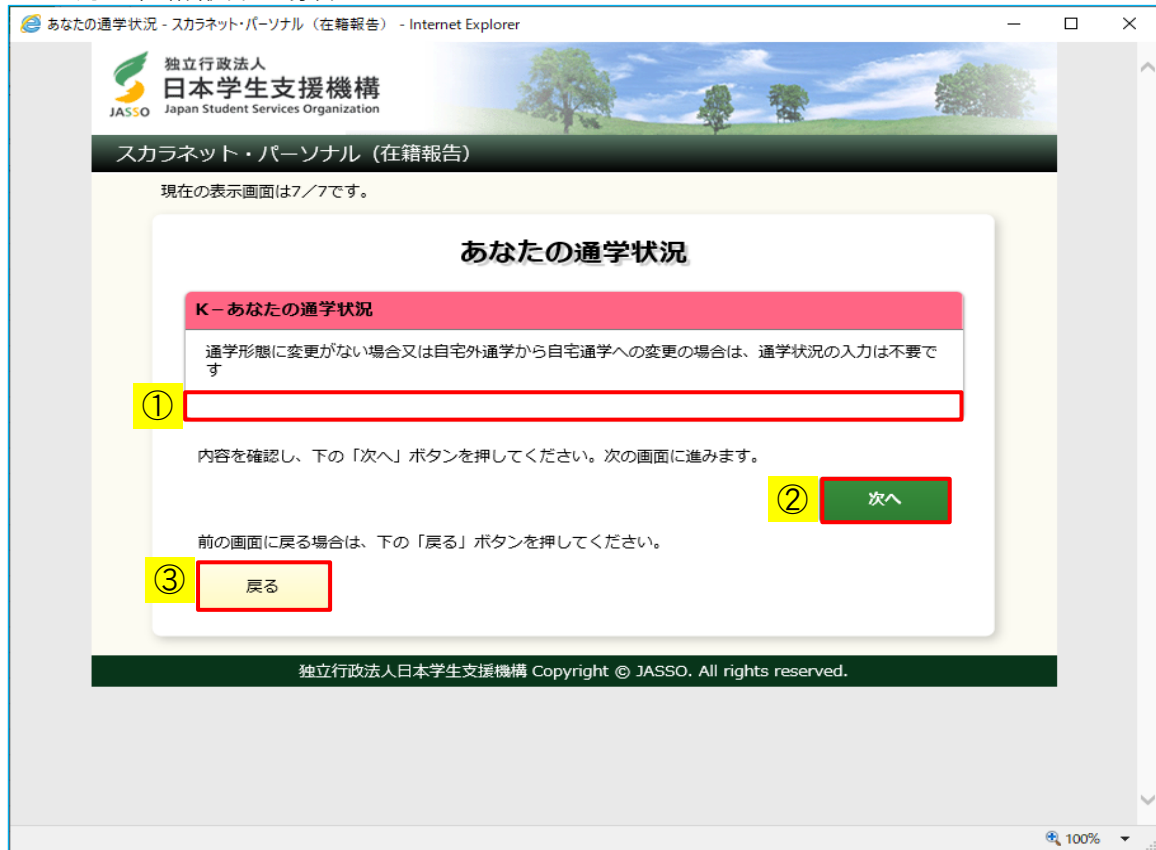 あなたの通学状況 - スカラネット・パーソナル（在籍報告） - Internet Explorer
独立行政法人
日本学生支援機構
JASSO Japan Student Services Organization
スカラネット・パーソナル（在籍報告）
現在の表示画面は7／7です。
あなたの通学状況
K－あなたの通学状況
通学形態に変更がない場合又は自宅外通学から自宅通学への変更の場合は、通学状況の入力は不要で
す
①
内容を確認し、下の「次へ」ボタンを押してください。次の画面に進みます。
② 次へ
前の画面に戻る場合は、下の「戻る」ボタンを押してください。
③ 戻る
独立行政法人日本学生支援機構 Copyright © JASSO. All rights reserved.
100%